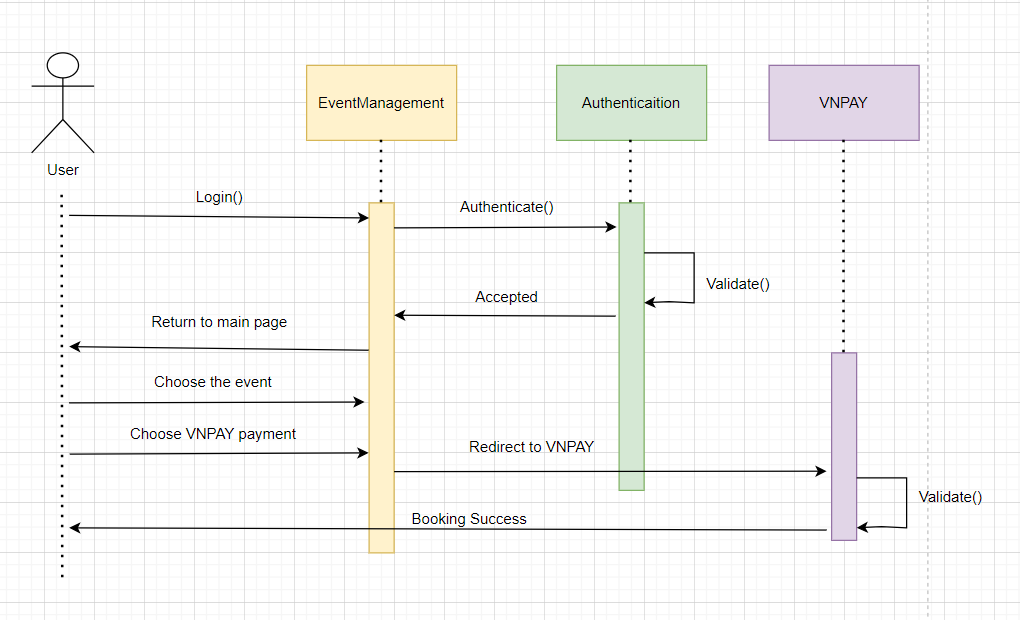 EventManagement
Authenticaition
VNPAY
User
Login()
Authenticate()
Validate()
Accepted
Return to main page
Choose the event
Choose VNPAY payment
Redirect to VNPAY
Validate()
Booking Success